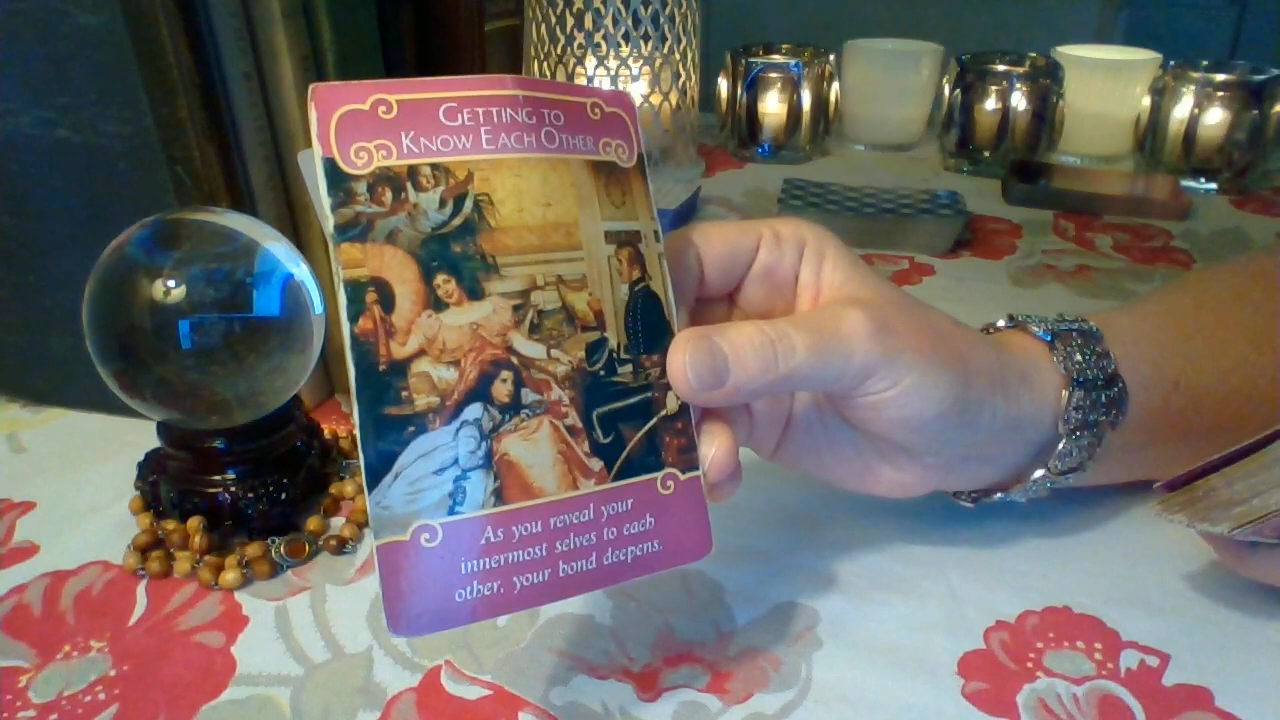 GETTING TO
KNOW EACH OTHER
As you reveal your
innermost selves to each
other, your bond deepens.